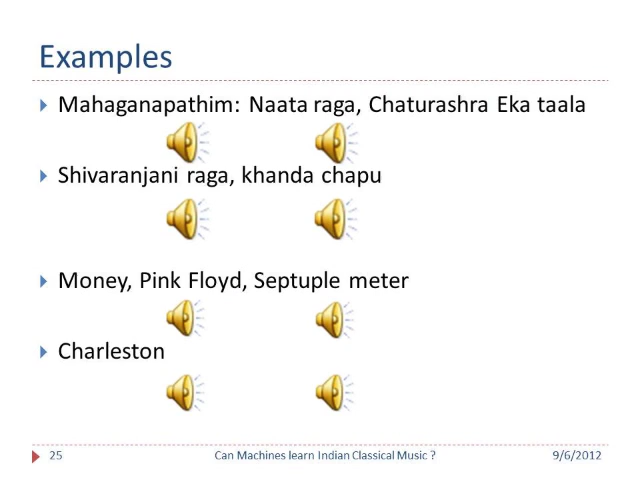 Examples
Mahaganapathim: Naata raga, Chaturashra Eka taala
Shivaranjani raga, khanda chapu
Money, Pink Floyd, Septuple meter
Charleston
25 Can Machines learn Indian Classical Music ? 9/6/2012